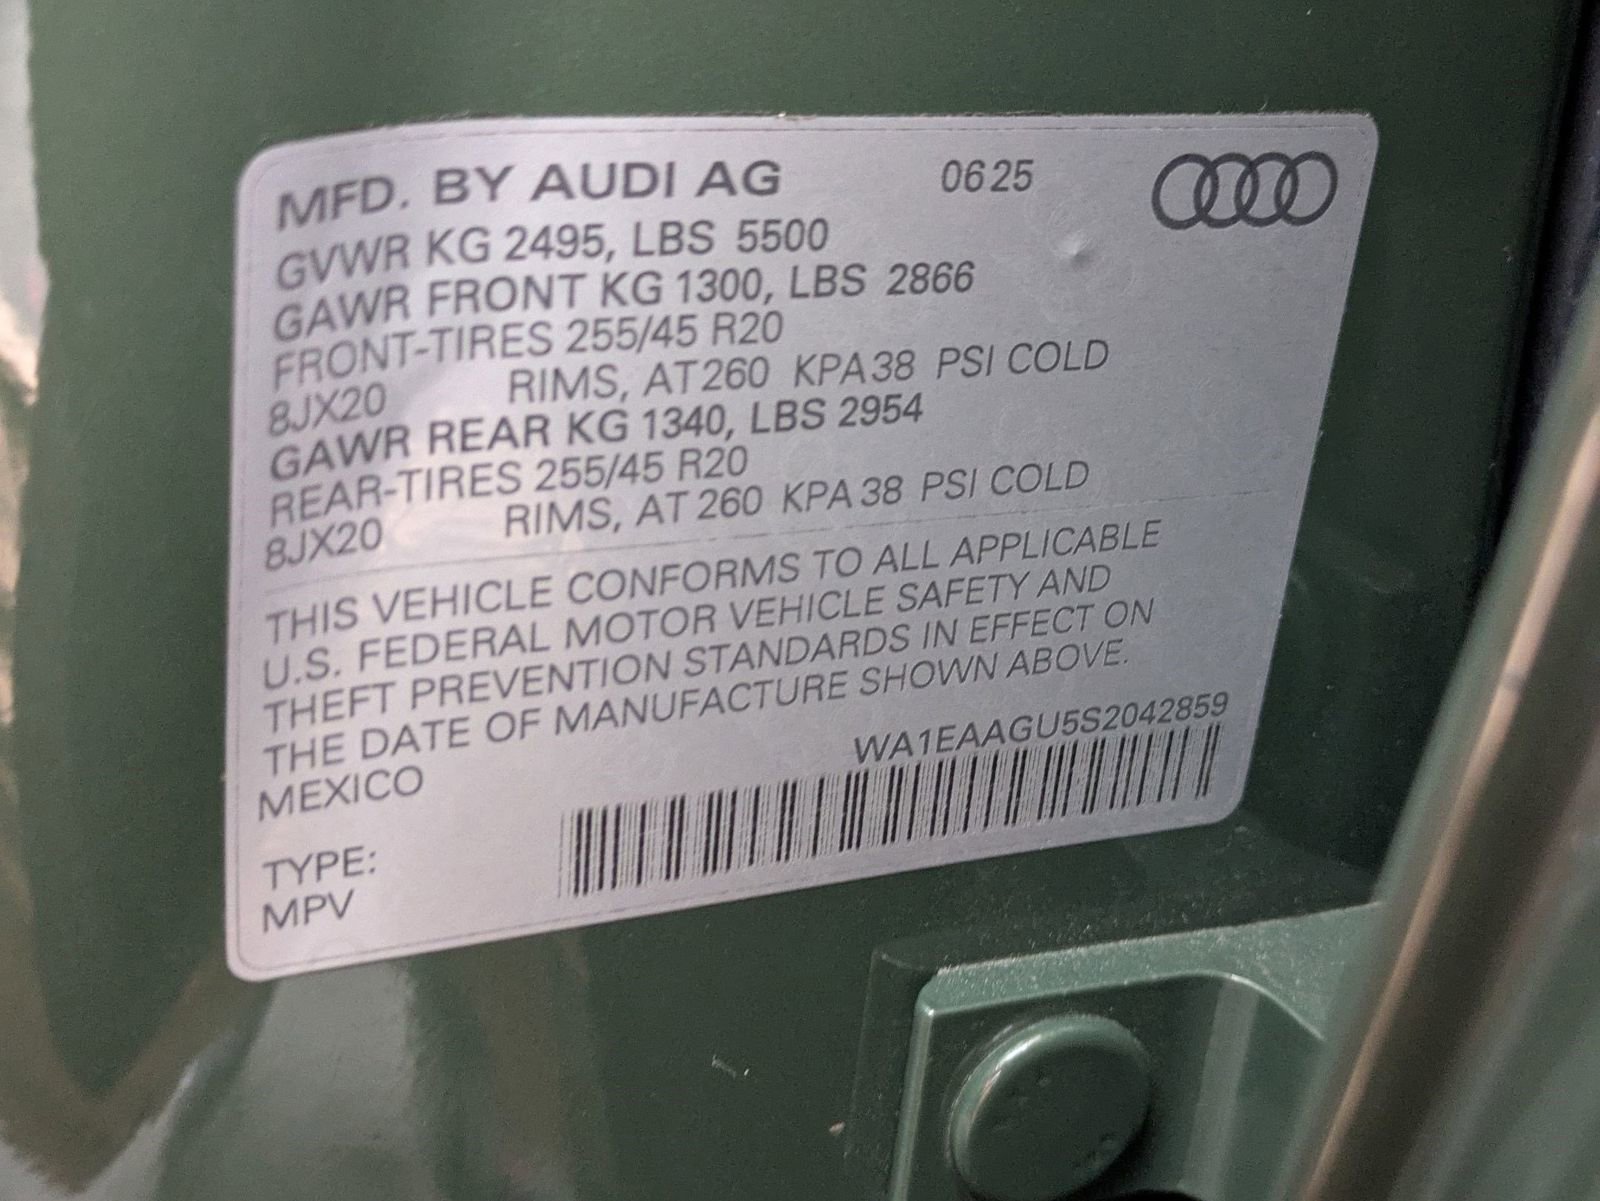 MFD. BY AUDI AG 0625
GVWR KG 2495, LBS 5500
GAWR FRONT KG 1300, LBS 2866
FRONT-TIRES 255/45 R20
8JX20 RIMS, AT 260 KPA 38 PSI COLD
GAWR REAR KG 1340, LBS 2954
REAR-TIRES 255/45 R20
8JX20 RIMS, AT 260 KPA 38 PSI COLD
THIS VEHICLE CONFORMS TO ALL APPLICABLE
U.S. FEDERAL MOTOR VEHICLE SAFETY AND
THEFT PREVENTION STANDARDS IN EFFECT ON
THE DATE OF MANUFACTURE SHOWN ABOVE.
MEXICO WA1EAAGU5S2042859
TYPE:
MPV